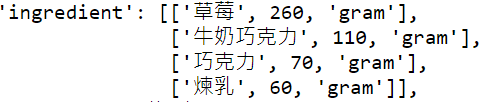 'ingredient': [['草莓', 260, 'gram'],
['牛奶巧克力', 110, 'gram'],
['巧克力', 70, 'gram'],
['煉乳', 60, 'gram']],